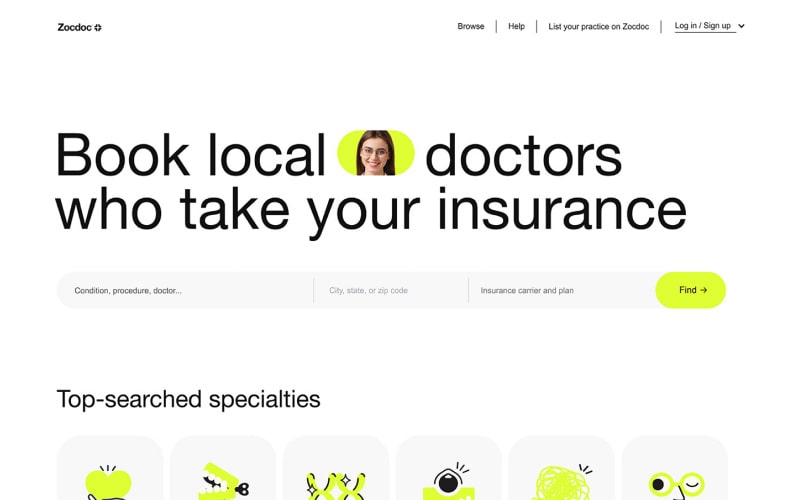 Zocdoc
Browse
Help
List your practice on Zocdoc
Log in / Sign up
Book local doctors
who take your insurance
Condition, procedure, doctor...
City, state, or zip code
Insurance carrier and plan
Find →
Top-searched specialties